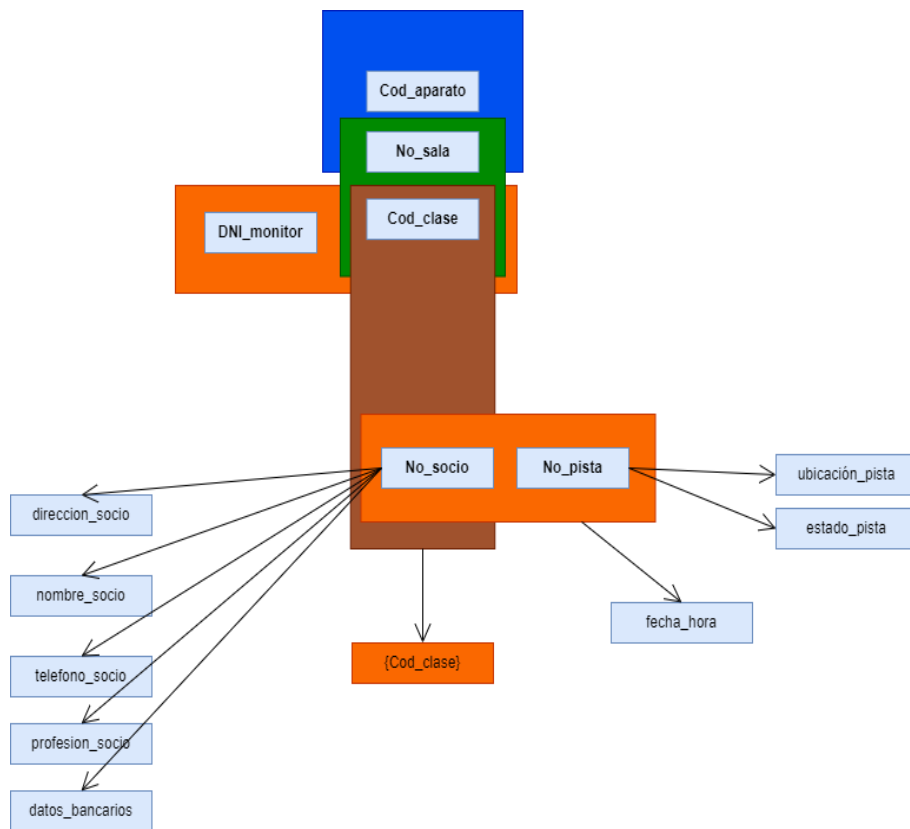 Cod_aparato
No_sala
Cod_clase
DNI_monitor
No_socio
No_pista
ubicación_pista
direccion_socio
estado_pista
nombre_socio
fecha_hora
telefono_socio
{Cod_clase}
profesion_socio
datos_bancarios